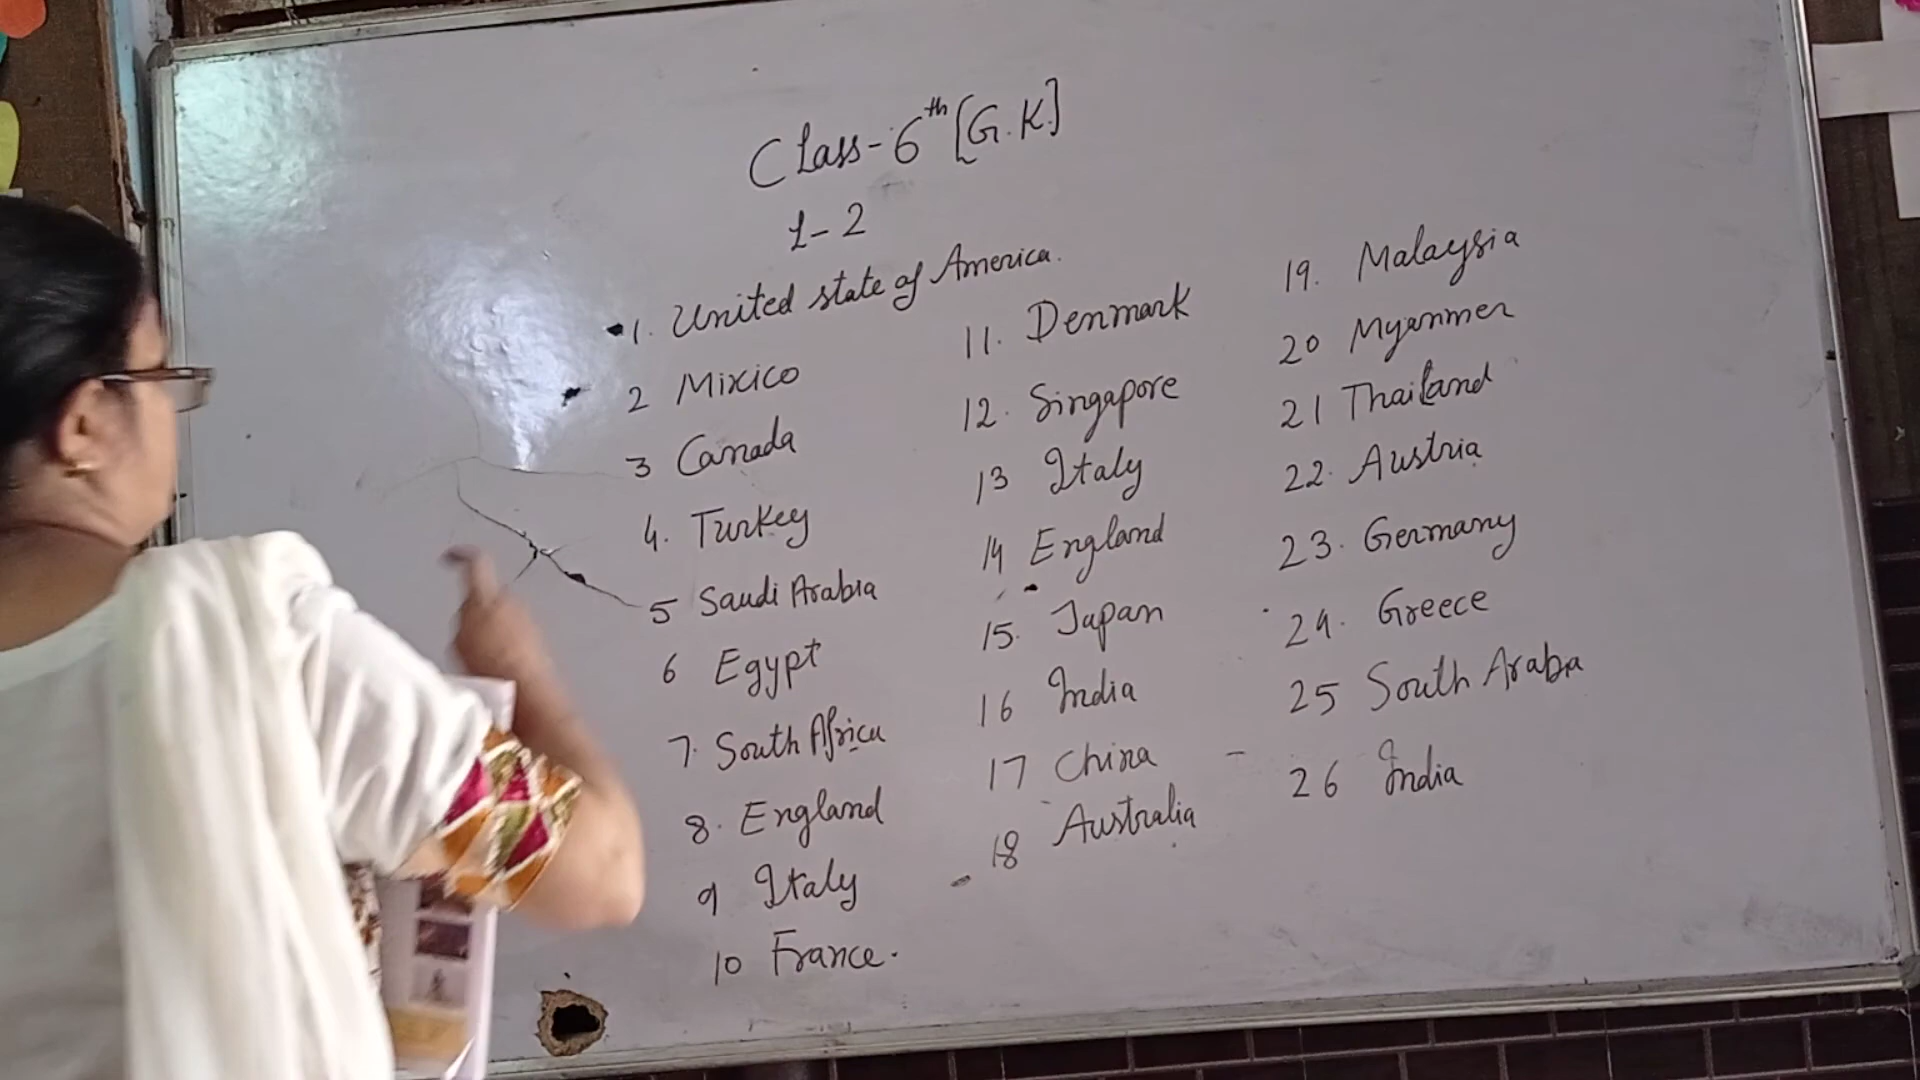 Class-6th [G.K]
L-2
1. United state of America.
2 Mixico
3 Canada
4. Turkey
5 Saudi Arabia
6 Egypt
7. South Africa
8. England
9 Italy
10 France.
11. Denmark
12. Singapore
13 Italy
14 England
15. Japan
16 India
17 China
18 Australia
19. Malaysia
20 Myanmer
21 Thailand
22. Austria
23. Germany
24. Greece
25 South Arabia
26 India